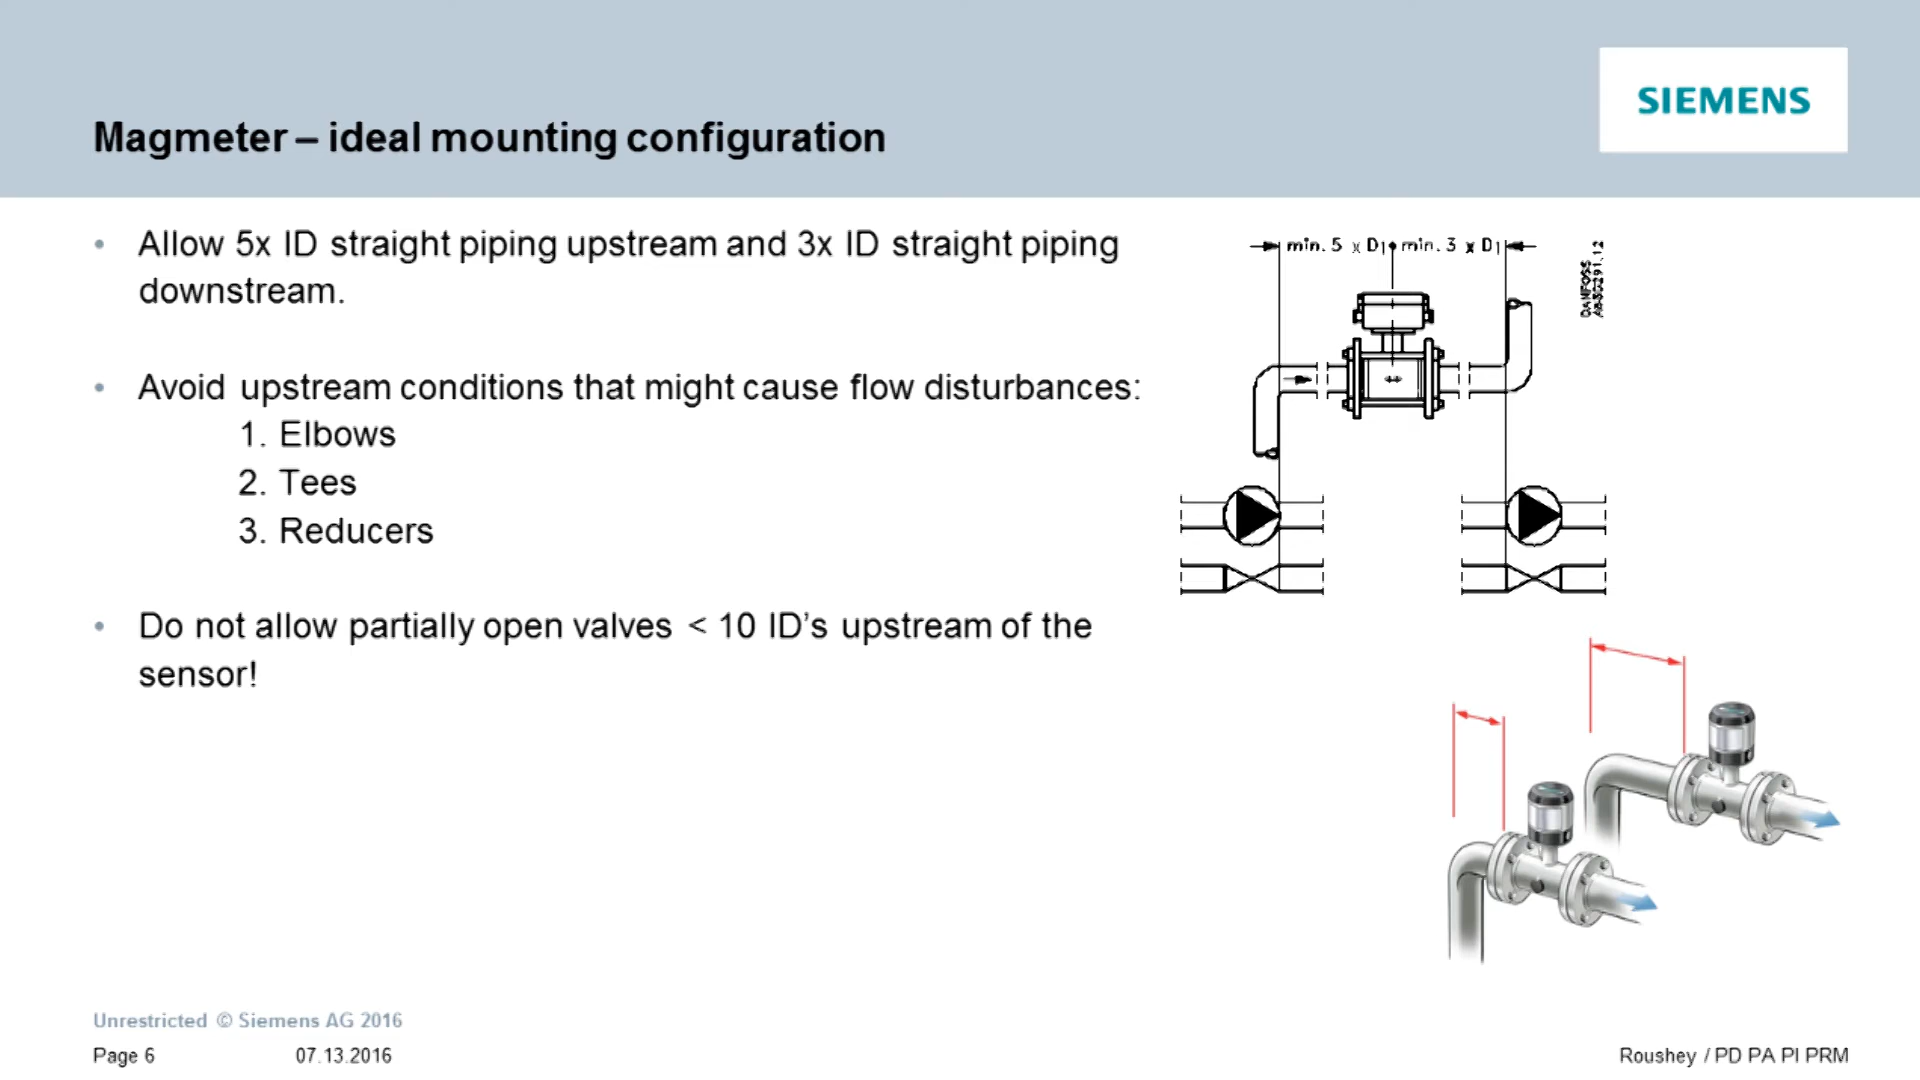 SIEMENS
Magmeter – ideal mounting configuration
• Allow 5x ID straight piping upstream and 3x ID straight piping
downstream.
• Avoid upstream conditions that might cause flow disturbances:
1. Elbows
2. Tees
3. Reducers
• Do not allow partially open valves < 10 ID’s upstream of the
sensor!
min. 5 x D₁ min. 3 x D₁
DANFOSS
Unrestricted © Siemens AG 2016
Page 6 07.13.2016
Roushey / PD PA PI PRM